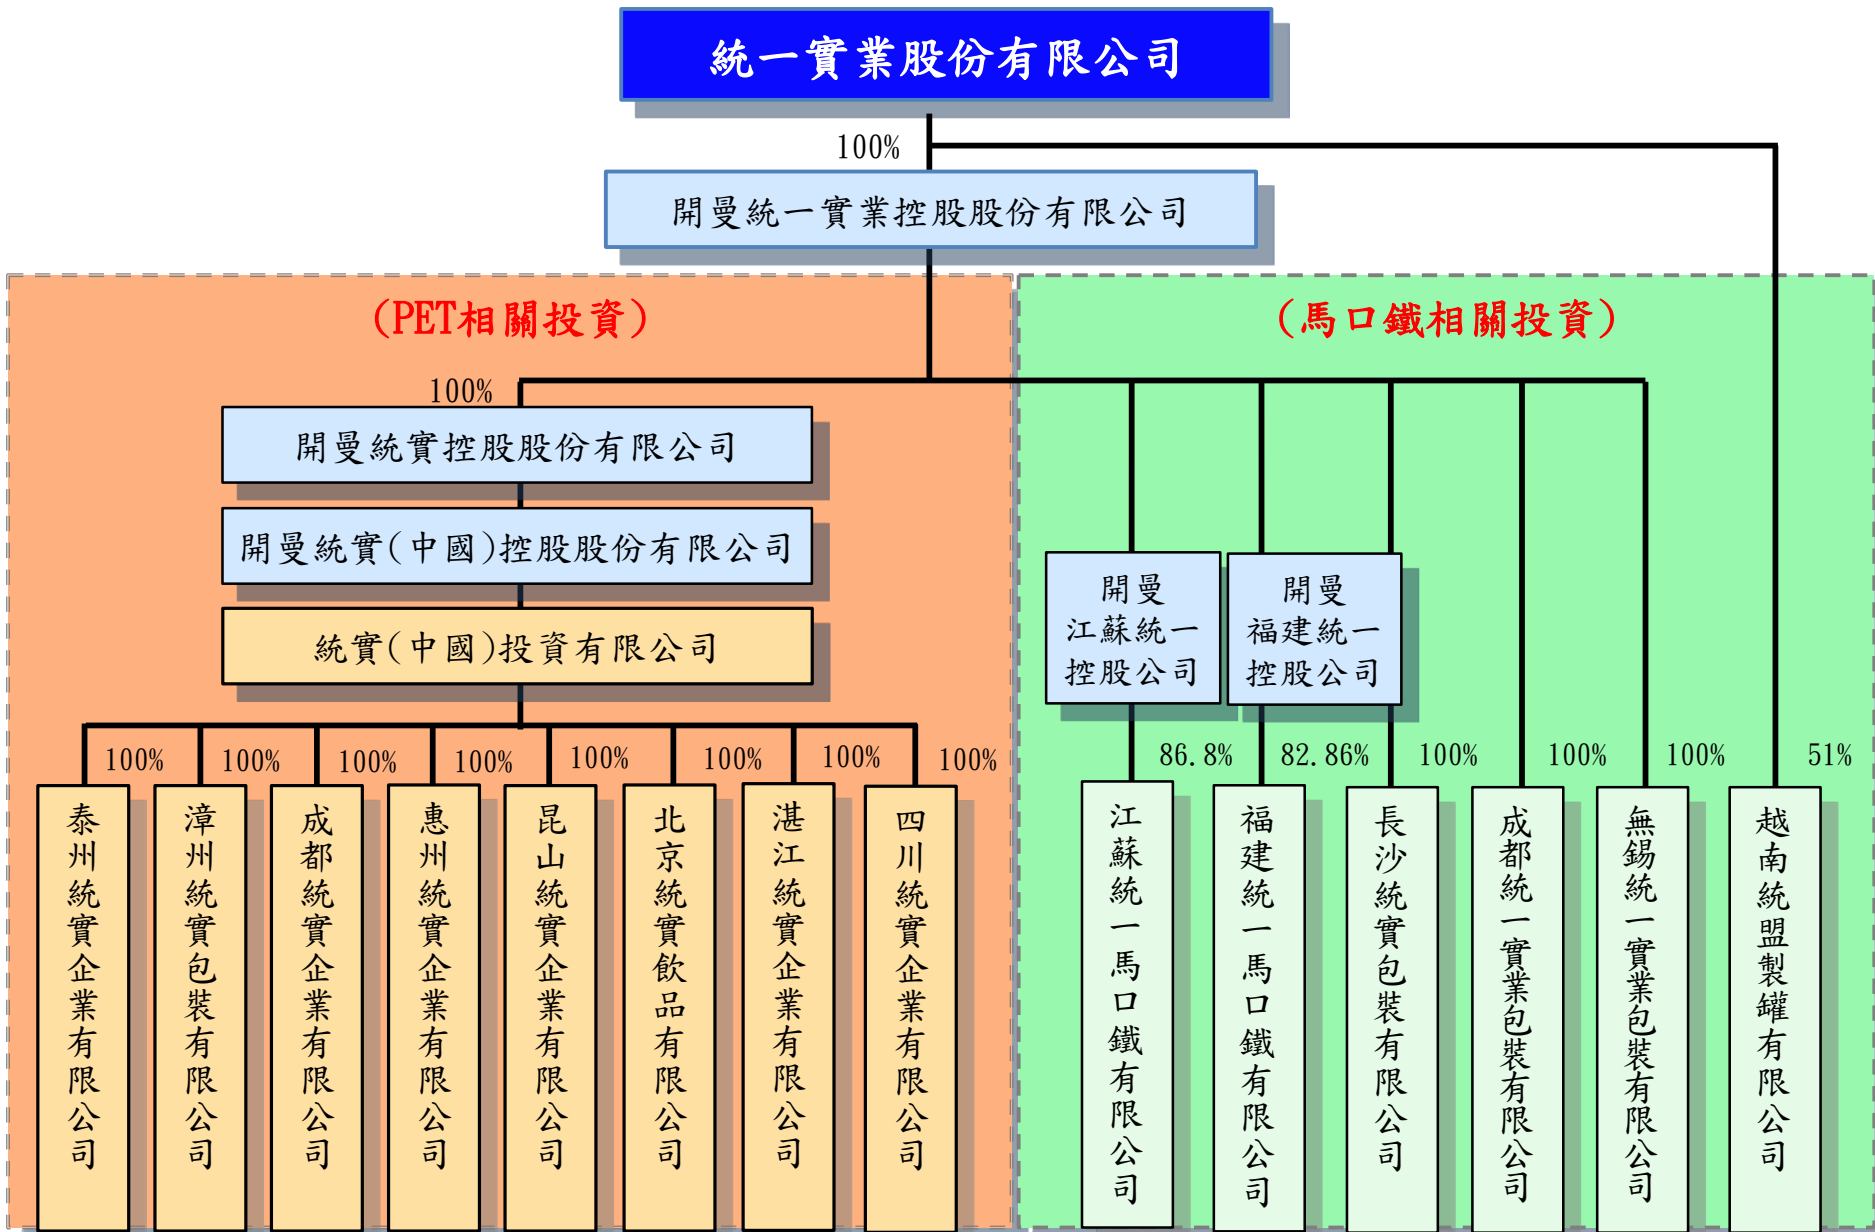 統一實業股份有限公司
100%
開曼統一實業控股股份有限公司
(PET相關投資)
(馬口鐵相關投資)
100%
開曼統實控股股份有限公司
開曼統實(中國)控股股份有限公司
統實(中國)投資有限公司
開曼
江蘇統一
控股公司
開曼
福建統一
控股公司
100%
100%
100%
100%
100%
100%
100%
100%
86.8%
82.86%
100%
100%
100%
51%
泰州統實企業有限公司
漳州統實包裝有限公司
成都統實企業有限公司
惠州統實企業有限公司
昆山統實企業有限公司
北京統實飲品有限公司
湛江統實企業有限公司
四川統實企業有限公司
江蘇統一馬口鐵有限公司
福建統一馬口鐵有限公司
長沙統實包裝有限公司
成都統一實業包裝有限公司
無錫統一實業包裝有限公司
越南統盟製罐有限公司